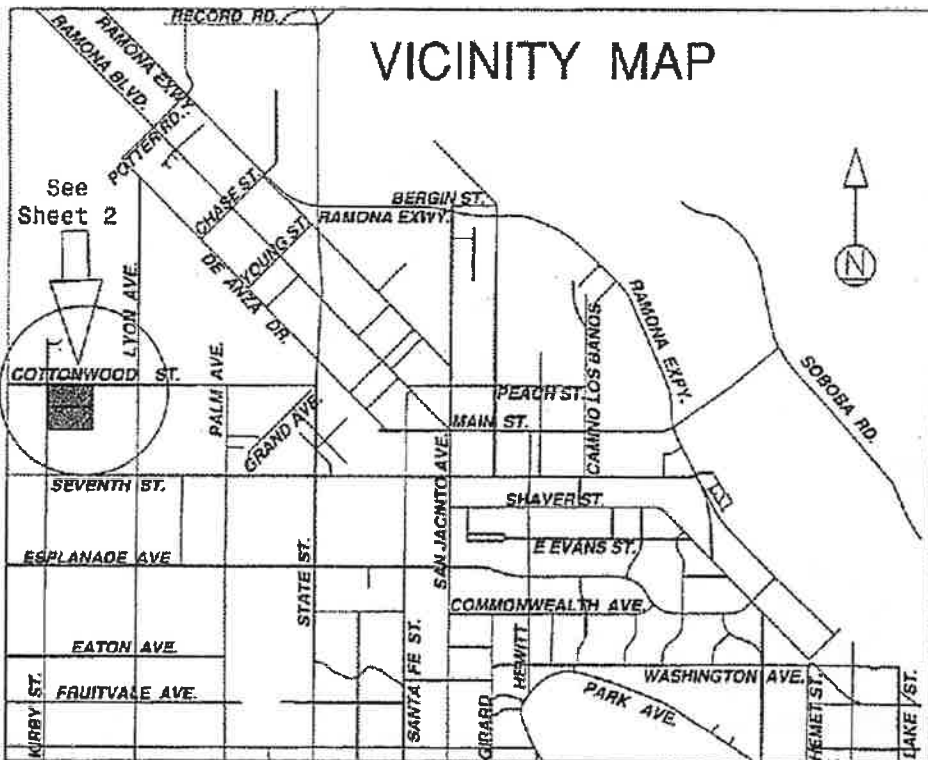 RECORD RD.
VICINITY MAP
RAMONA EXWY.
RAMONA BLVD.
POTTER RD.
See
Sheet 2
CHASE ST.
BERGIN ST.
RAMONA EXWY.
YOUNG ST.
DE ANZA DR.
N
LYON AVE.
RAMONA EXPY.
SOBOBA RD.
COTTONWOOD ST.
PALM AVE.
GRAND AVE.
PEACH ST.
CAMINO LOS BANOS
MAIN ST.
SEVENTH ST.
SAN JACINTO AVE.
SHAVER ST.
E EVANS ST.
ESPLANADE AVE
STATE ST.
COMMONWEALTH AVE.
EATON AVE.
HEWITT
WASHINGTON AVE.
KIRBY ST.
FRUITVALE AVE.
SANTA FE ST.
GIRARD
PARK AVE.
HEMET ST.
LAKE ST.